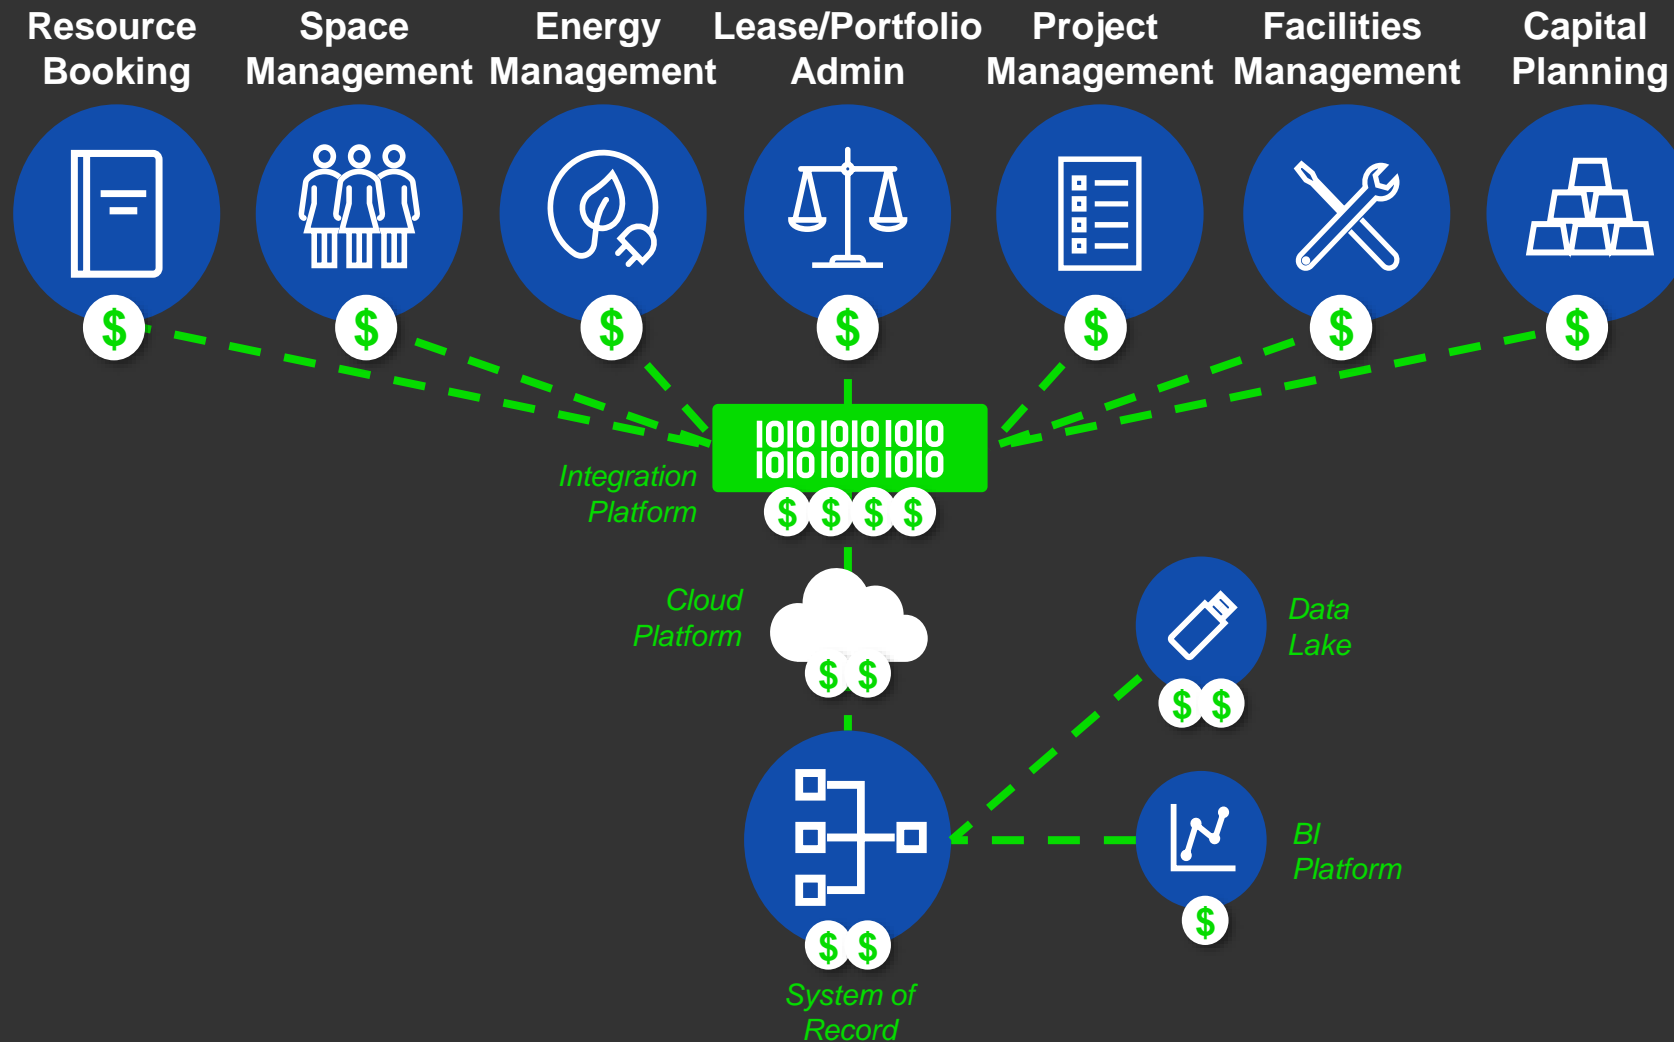 Resource
Booking
Space
Management
Energy
Management
Lease/Portfolio
Admin
Project
Management
Facilities
Management
Capital
Planning
$
$
$
$
$
$
$
1010 1010 1010
1010 1010 1010
Integration
Platform
$ $ $ $
Cloud
Platform
$ $
Data
Lake
$ $
BI
Platform
$
$ $
System of
Record